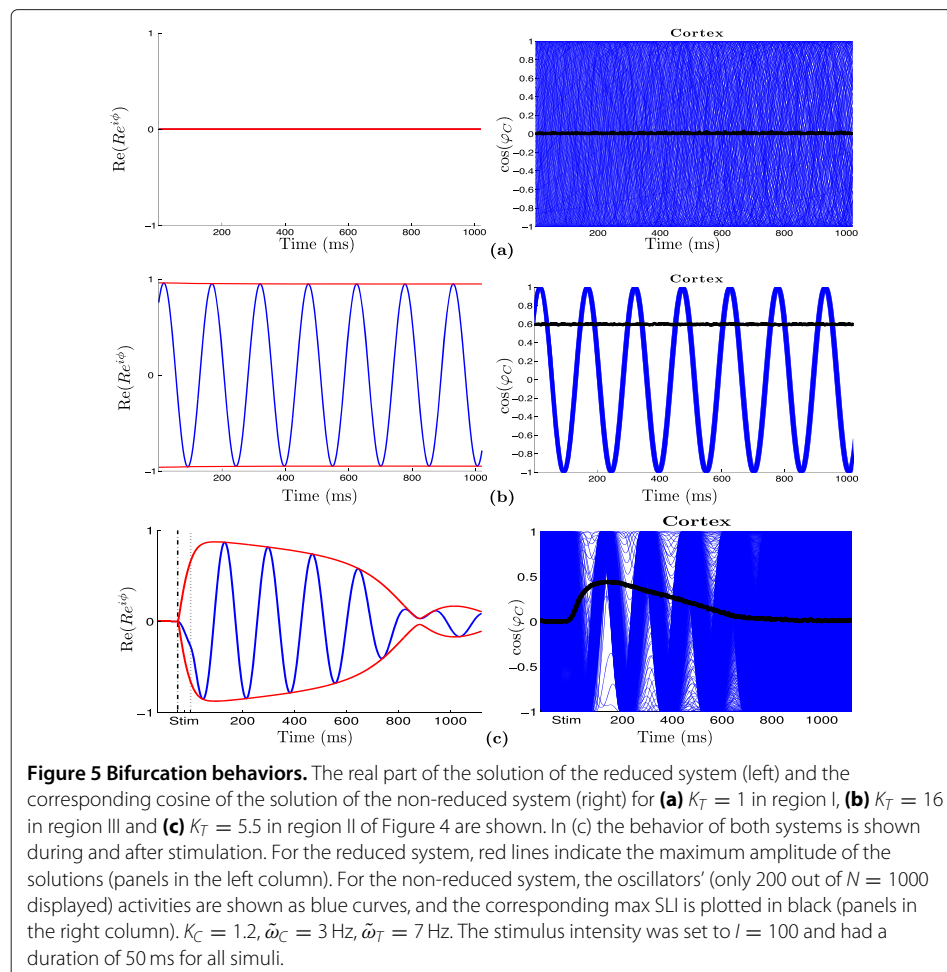 Cortex
1
0
−1
Re(Re^{iϕ})
200 400 600 800 1000
Time (ms)
1
0.8
0.6
0.4
0.2
0
−0.2
−0.4
−0.6
−0.8
−1
cos(φ_C)
200 400 600 800 1000
Time (ms)
(a)
Cortex
1
0
−1
Re(Re^{iϕ})
200 400 600 800 1000
Time (ms)
1
0.8
0.6
0.4
0.2
0
−0.2
−0.4
−0.6
−0.8
−1
cos(φ_C)
200 400 600 800 1000
Time (ms)
(b)
Cortex
1
0
−1
Re(Re^{iϕ})
Stim 200 400 600 800 1000
Time (ms)
1
0.5
0
−0.5
−1
cos(φ_C)
Stim 200 400 600 800 1000
Time (ms)
(c)
Figure 5 Bifurcation behaviors. The real part of the solution of the reduced system (left) and the
corresponding cosine of the solution of the non-reduced system (right) for (a) K_T = 1 in region I, (b) K_T = 16
in region III and (c) K_T = 5.5 in region II of Figure 4 are shown. In (c) the behavior of both systems is shown
during and after stimulation. For the reduced system, red lines indicate the maximum amplitude of the
solutions (panels in the left column). For the non-reduced system, the oscillators' (only 200 out of N = 1000
displayed) activities are shown as blue curves, and the corresponding max SLI is plotted in black (panels in
the right column). K_C = 1.2, ω̃_C = 3 Hz, ω̃_T = 7 Hz. The stimulus intensity was set to I = 100 and had a
duration of 50 ms for all simuli.